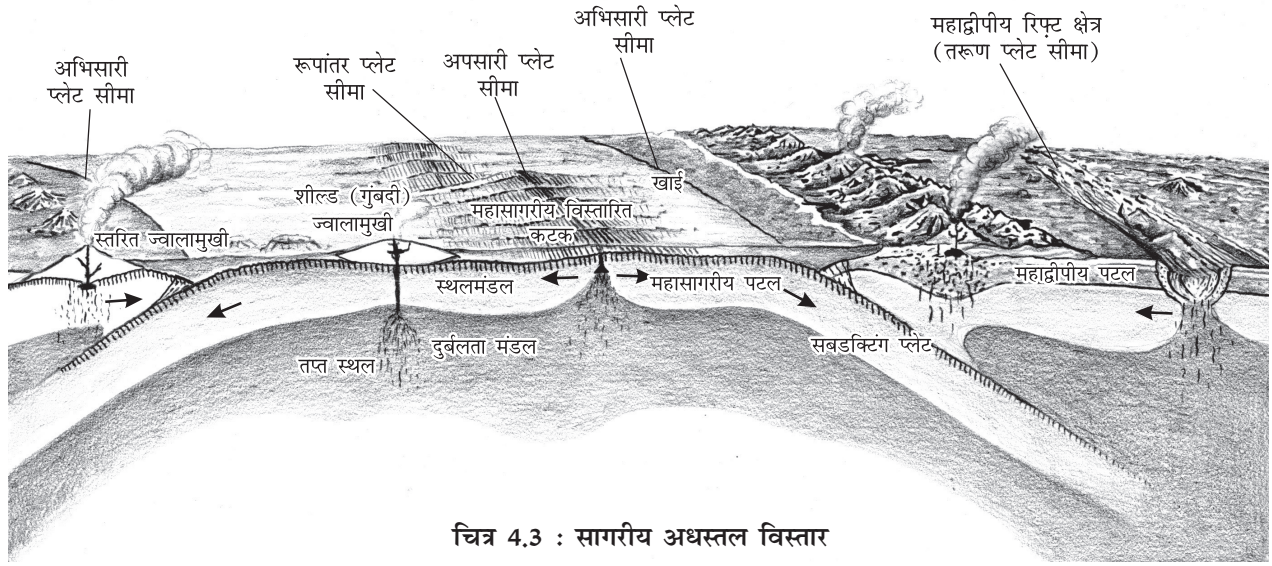 अभिसारी
प्लेट सीमा
रूपांतर प्लेट
सीमा
अपसारी प्लेट
सीमा
अभिसारी प्लेट
सीमा
महाद्वीपीय रिफ़्ट क्षेत्र
(तरूण प्लेट सीमा)
स्तरित ज्वालामुखी
शील्ड (गुंबदी)
ज्वालामुखी
महासागरीय विस्तारित
कटक
खाई
स्थलमंडल
महासागरीय पटल
महाद्वीपीय पटल
तप्त स्थल
दुर्बलता मंडल
सबडक्टिंग प्लेट
चित्र 4.3 : सागरीय अधस्तल विस्तार